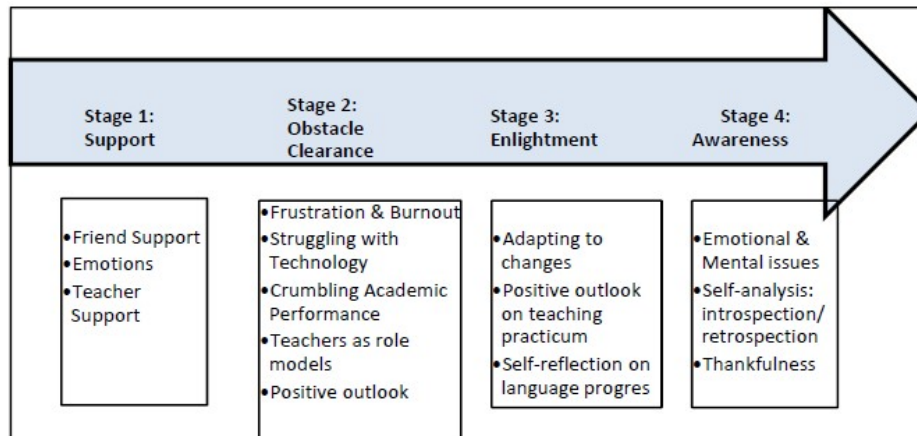 Stage 1:
Support
Stage 2:
Obstacle
Clearance
Stage 3:
Enlightment
Stage 4:
Awareness
•Friend Support
•Emotions
•Teacher
Support
•Frustration & Burnout
•Struggling with
Technology
•Crumbling Academic
Performance
•Teachers as role
models
•Positive outlook
•Adapting to
changes
•Positive outlook
on teaching
practicum
•Self-reflection on
language progres
•Emotional &
Mental issues
•Self-analysis:
introspection/
retrospection
•Thankfulness